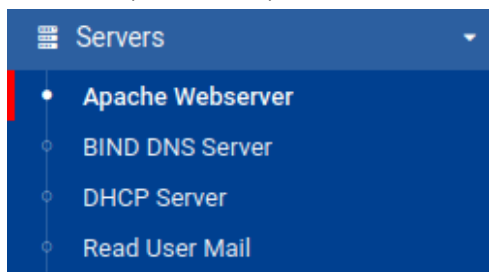 Servers
Apache Webserver
BIND DNS Server
DHCP Server
Read User Mail